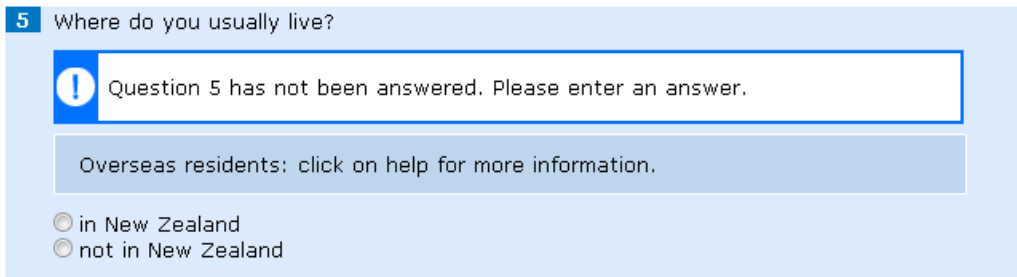 5 Where do you usually live?
! Question 5 has not been answered. Please enter an answer.
Overseas residents: click on help for more information.
in New Zealand
not in New Zealand